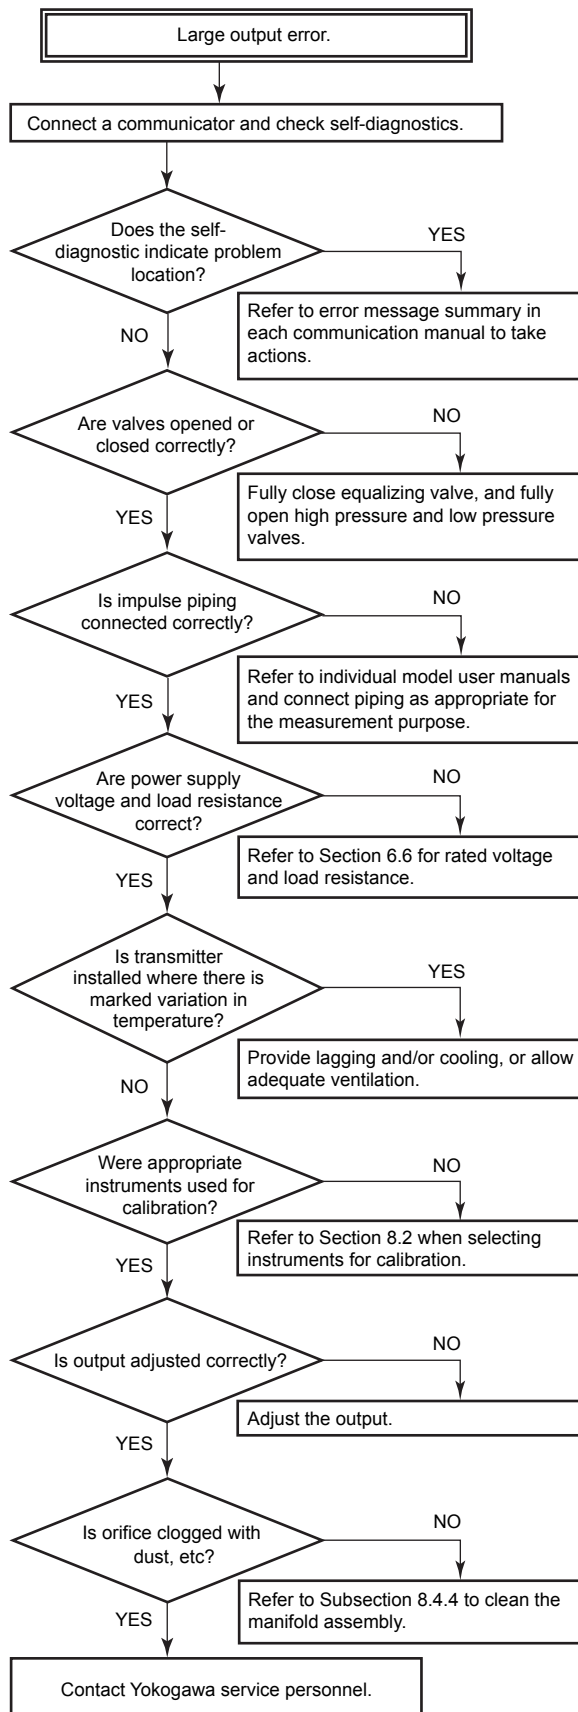 Large output error.
Connect a communicator and check self-diagnostics.
Does the self-
diagnostic indicate problem
location?
YES
Refer to error message summary in
each communication manual to take
actions.
NO
Are valves opened or
closed correctly?
NO
Fully close equalizing valve, and fully
open high pressure and low pressure
valves.
YES
Is impulse piping
connected correctly?
NO
Refer to individual model user manuals
and connect piping as appropriate for
the measurement purpose.
YES
Are power supply
voltage and load resistance
correct?
NO
Refer to Section 6.6 for rated voltage
and load resistance.
YES
Is transmitter
installed where there is
marked variation in
temperature?
YES
Provide lagging and/or cooling, or allow
adequate ventilation.
NO
Were appropriate
instruments used for
calibration?
NO
Refer to Section 8.2 when selecting
instruments for calibration.
YES
Is output adjusted correctly?
NO
Adjust the output.
YES
Is orifice clogged with
dust, etc?
NO
Refer to Subsection 8.4.4 to clean the
manifold assembly.
YES
Contact Yokogawa service personnel.